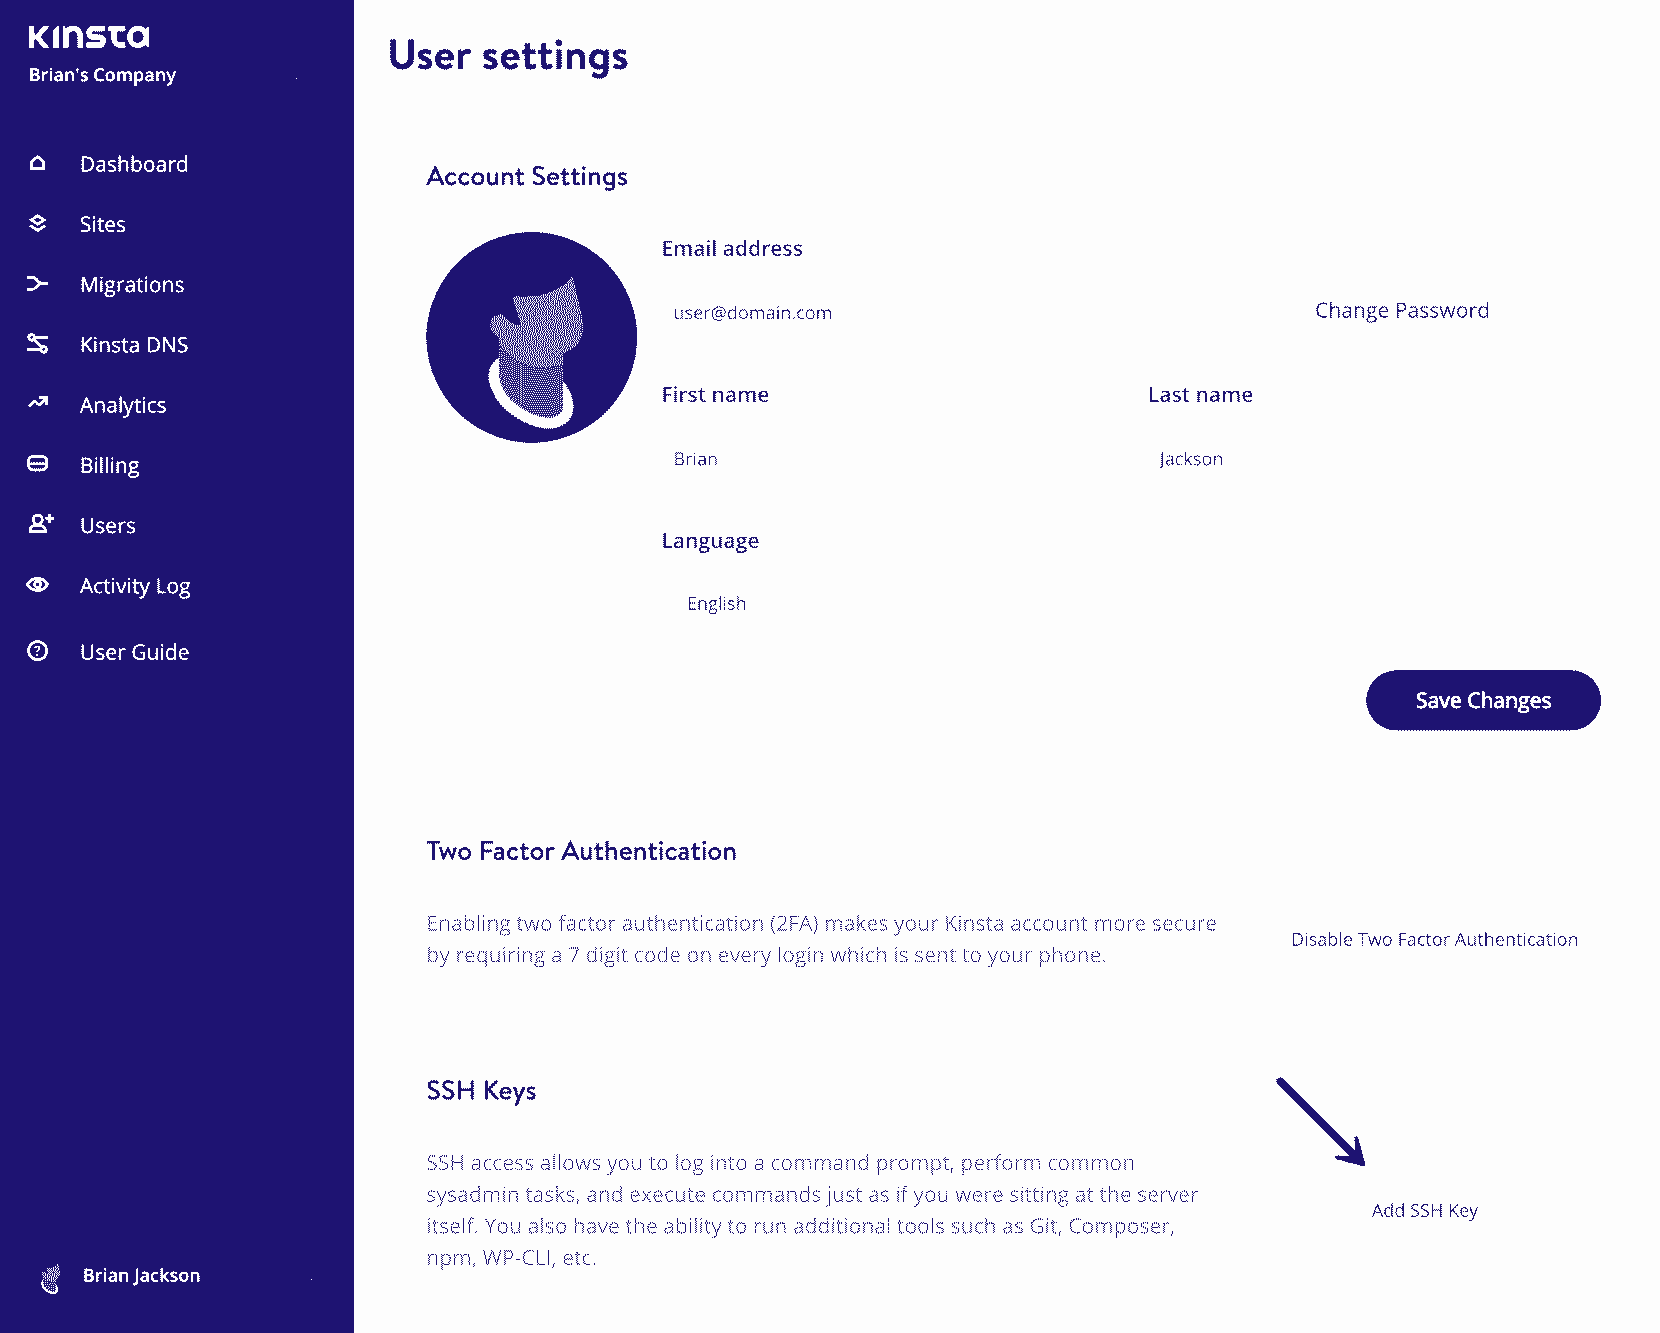 Kinsta
Brian's Company
Dashboard
Sites
Migrations
Kinsta DNS
Analytics
Billing
Users
Activity Log
User Guide
Brian Jackson
User settings
Account Settings
Email address
user@domain.com
Change Password
First name
Last name
Brian
Jackson
Language
English
Save Changes
Two Factor Authentication
Enabling two factor authentication (2FA) makes your Kinsta account more secure
by requiring a 7 digit code on every login which is sent to your phone.
Disable Two Factor Authentication
SSH Keys
SSH access allows you to log into a command prompt, perform common
sysadmin tasks, and execute commands just as if you were sitting at the server
itself. You also have the ability to run additional tools such as Git, Composer,
npm, WP-CLI, etc.
Add SSH Key